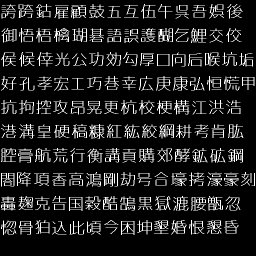 誇跨鈷雇顧鼓五互伍午呉吾娯後
御悟梧檎瑚碁語誤護醐乞鯉交佼
侯候倖光公功効勾厚口向后喉坑垢
好孔孝宏工巧巷幸広庚康弘恒慌甲
抗拘控攻昂晃更杭校梗構江洪浩
港溝皇硬稿糠紅紘絞綱耕考肯肱
腔膏航荒行衡講貢購郊酵鉱砿鋼
閤降項香高鴻剛劫号合壕拷濠豪刻
轟麹克告国穀酷鵠黒獄漉腰甑忽
惚骨狛込此頃今困坤墾婚恨懇昏